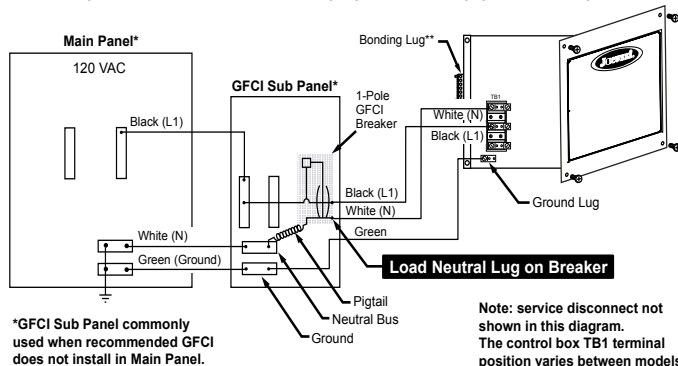 Main Panel*
120 VAC
GFCI Sub Panel*
Bonding Lug**
1-Pole
GFCI
Breaker
TB1
White (N)
Black (L1)
Black (L1)
Black (L1)
White (N)
Green
Ground Lug
White (N)
Green (Ground)
Load Neutral Lug on Breaker
Pigtail
Neutral Bus
Ground
*GFCI Sub Panel commonly
used when recommended GFCI
does not install in Main Panel.
Note: service disconnect not
shown in this diagram.
The control box TB1 terminal
position varies between models